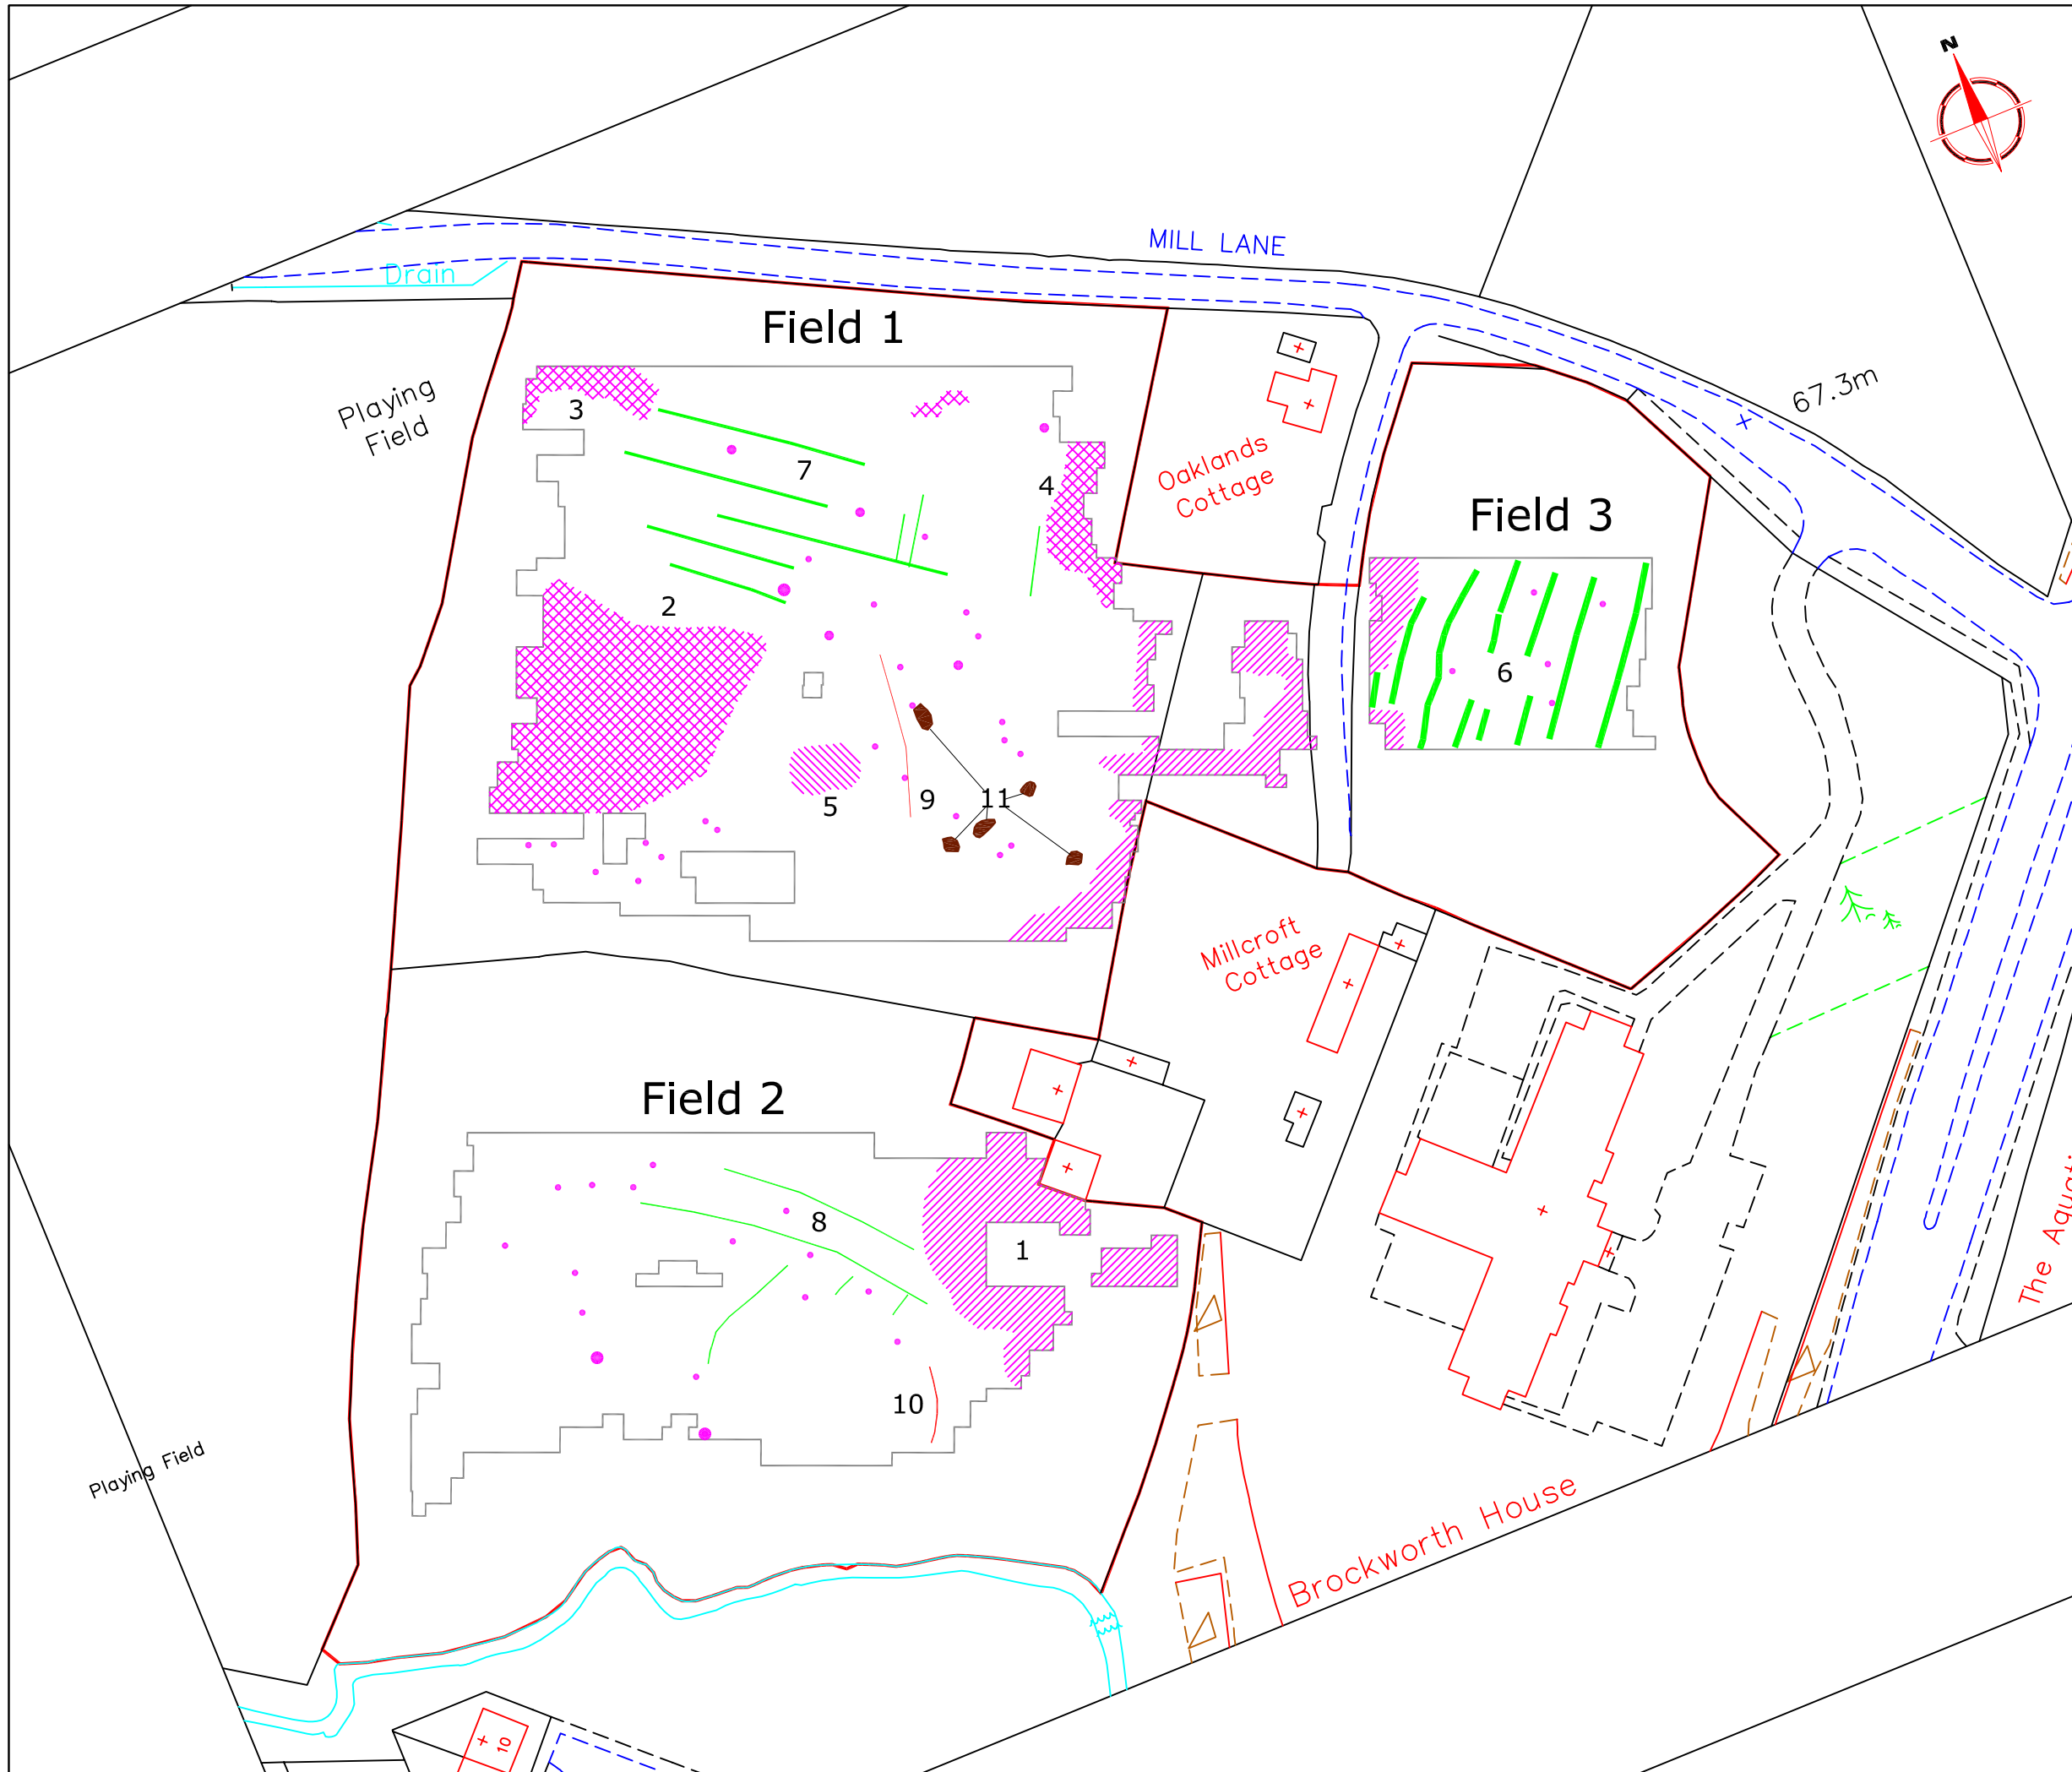 N
MILL LANE
Drain
Field 1
67.3m
Playing
Field
3
7
4
Oaklands
Cottage
Field 3
2
6
5
9
11
Millcroft
Cottage
Field 2
8
1
10
The Aquati
Playing Field
Brockworth House
10